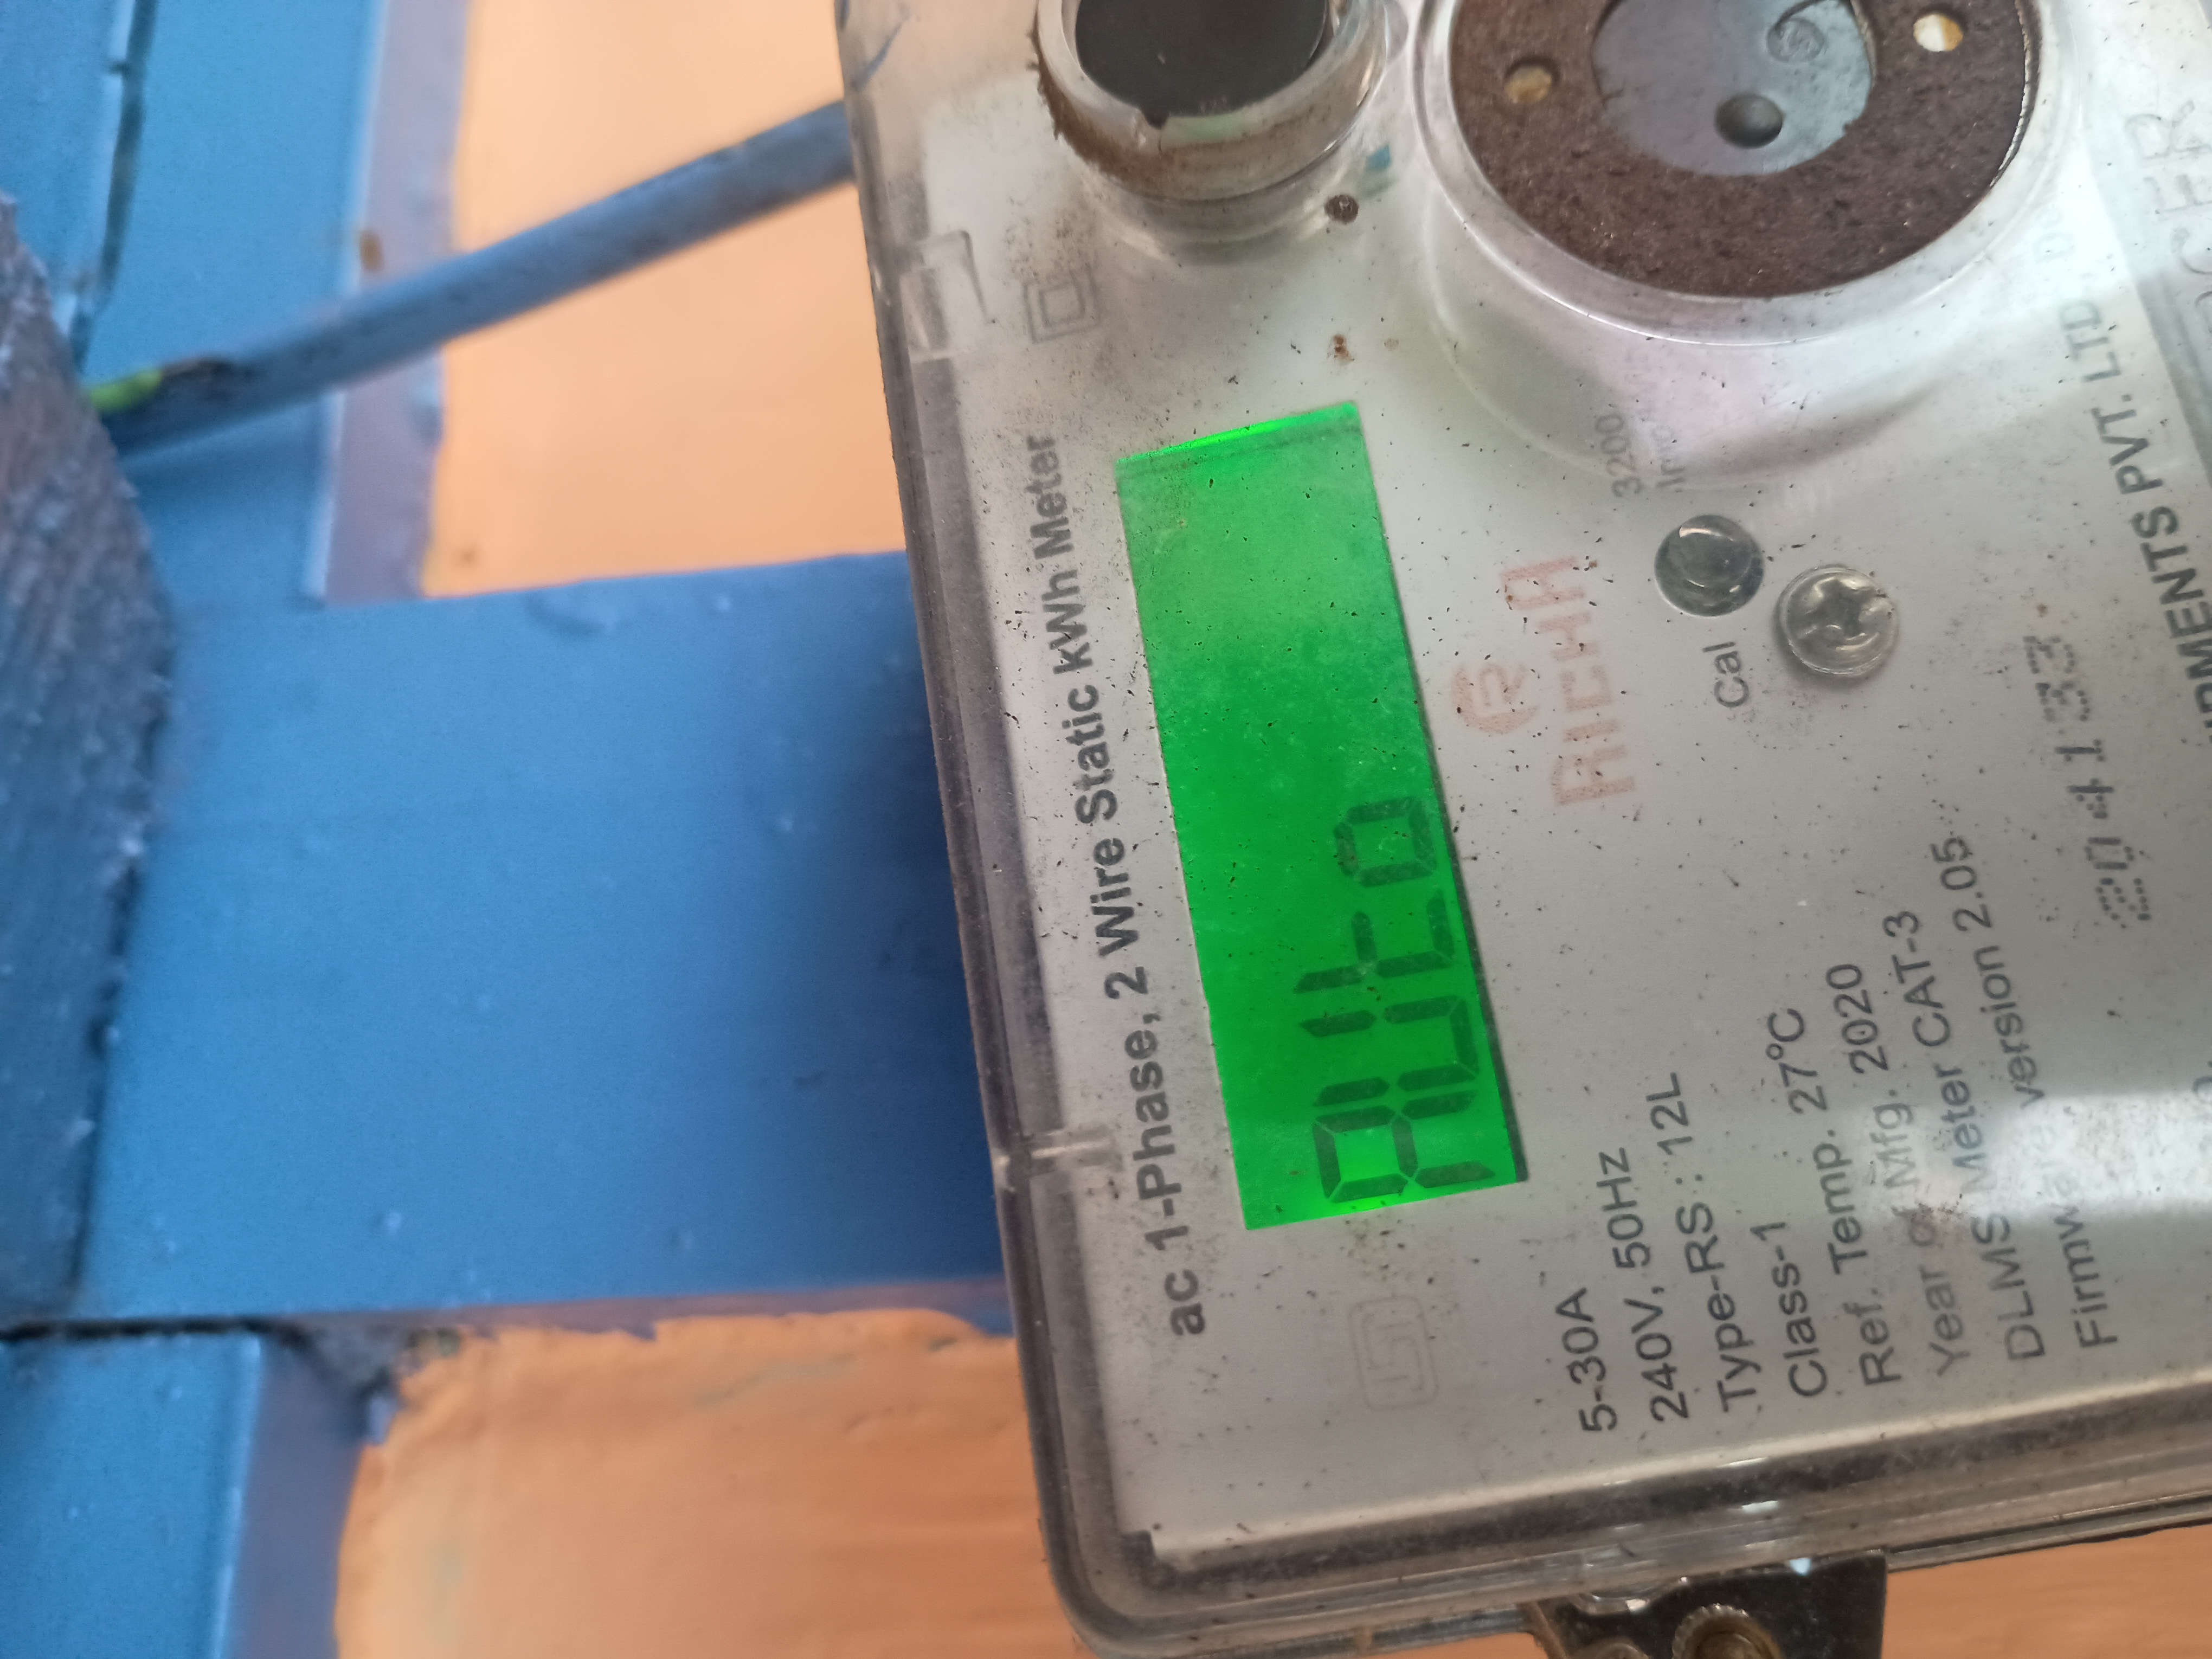 ac 1-Phase, 2 Wire Static kWh Meter
AUto
3200
RICHA
Cal
5-30A
240V, 50Hz
Type-RS : 12L
Class-1
Ref. Temp. 27°C
Year of Mfg. 2020
DLMS Meter CAT-3
Firmware version 2.05
PVT. LTD